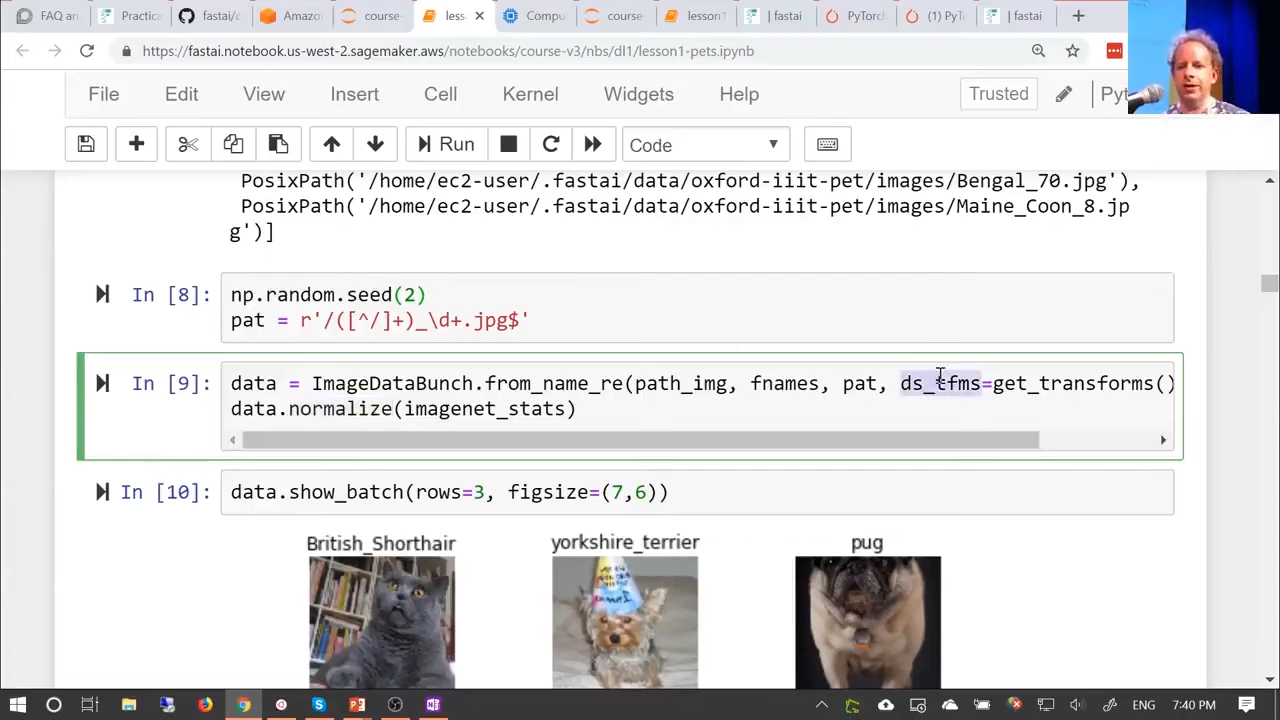 FAQ an
Practica
fastai/d
Amazo
course-
less
Compu
course
lesson1
| fastai
PyTorc
(1) PyT
| fastai
https://fastai.notebook.us-west-2.sagemaker.aws/notebooks/course-v3/nbs/dl1/lesson1-pets.ipynb
File Edit View Insert Cell Kernel Widgets Help Trusted Pyt
Run Code
PosixPath('/home/ec2-user/.fastai/data/oxford-iiit-pet/images/Bengal_70.jpg'),
PosixPath('/home/ec2-user/.fastai/data/oxford-iiit-pet/images/Maine_Coon_8.jp
g')]
In [8]: np.random.seed(2)
pat = r'/([^/]+)_\d+.jpg$'
In [9]: data = ImageDataBunch.from_name_re(path_img, fnames, pat, ds_tfms=get_transforms()
data.normalize(imagenet_stats)
In [10]: data.show_batch(rows=3, figsize=(7,6))
British_Shorthair yorkshire_terrier pug
ENG 7:40 PM